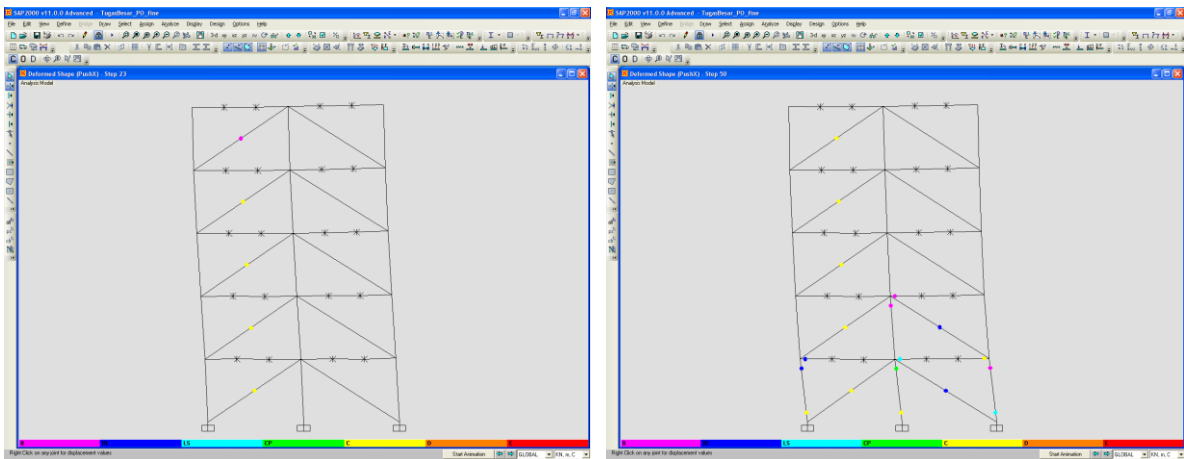 SAP2000 v11.0.0 Advanced - TugasBesar_PO_fine
File Edit View Define Bridge Draw Select Assign Analyze Display Design Options Help
Deformed Shape (PushX) - Step 23
Analysis Model
B LS CP C D E
Right Click on any joint for displacement values
Start Animation GLOBAL KN, m, C
SAP2000 v11.0.0 Advanced - TugasBesar_PO_fine
File Edit View Define Bridge Draw Select Assign Analyze Display Design Options Help
Deformed Shape (PushX) - Step 50
Analysis Model
LS CP C D
Right Click on any joint for displacement values
Start Animation GLOBAL KN, m, C